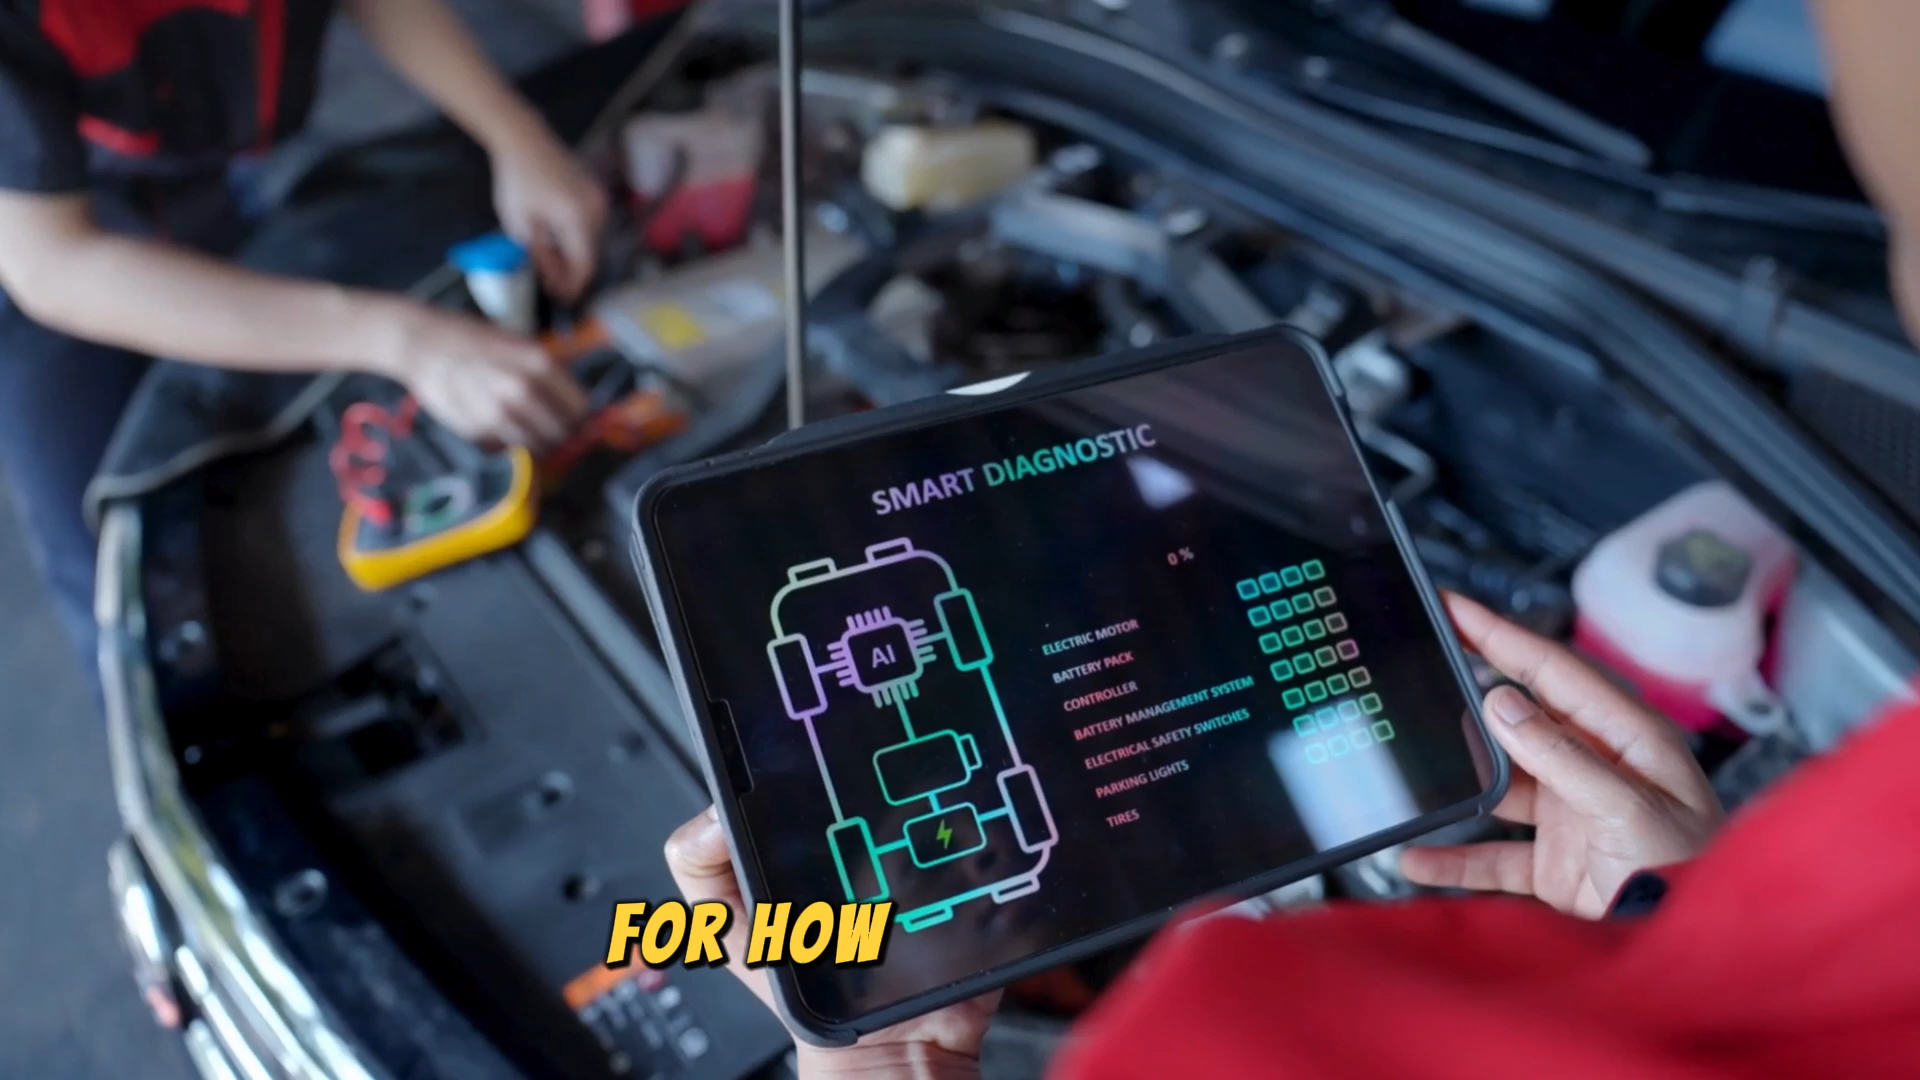 SMART DIAGNOSTIC
0 %
AI
ELECTRIC MOTOR
BATTERY PACK
CONTROLLER
BATTERY MANAGEMENT SYSTEM
ELECTRICAL SAFETY SWITCHES
PARKING LIGHTS
TIRES
FOR HOW